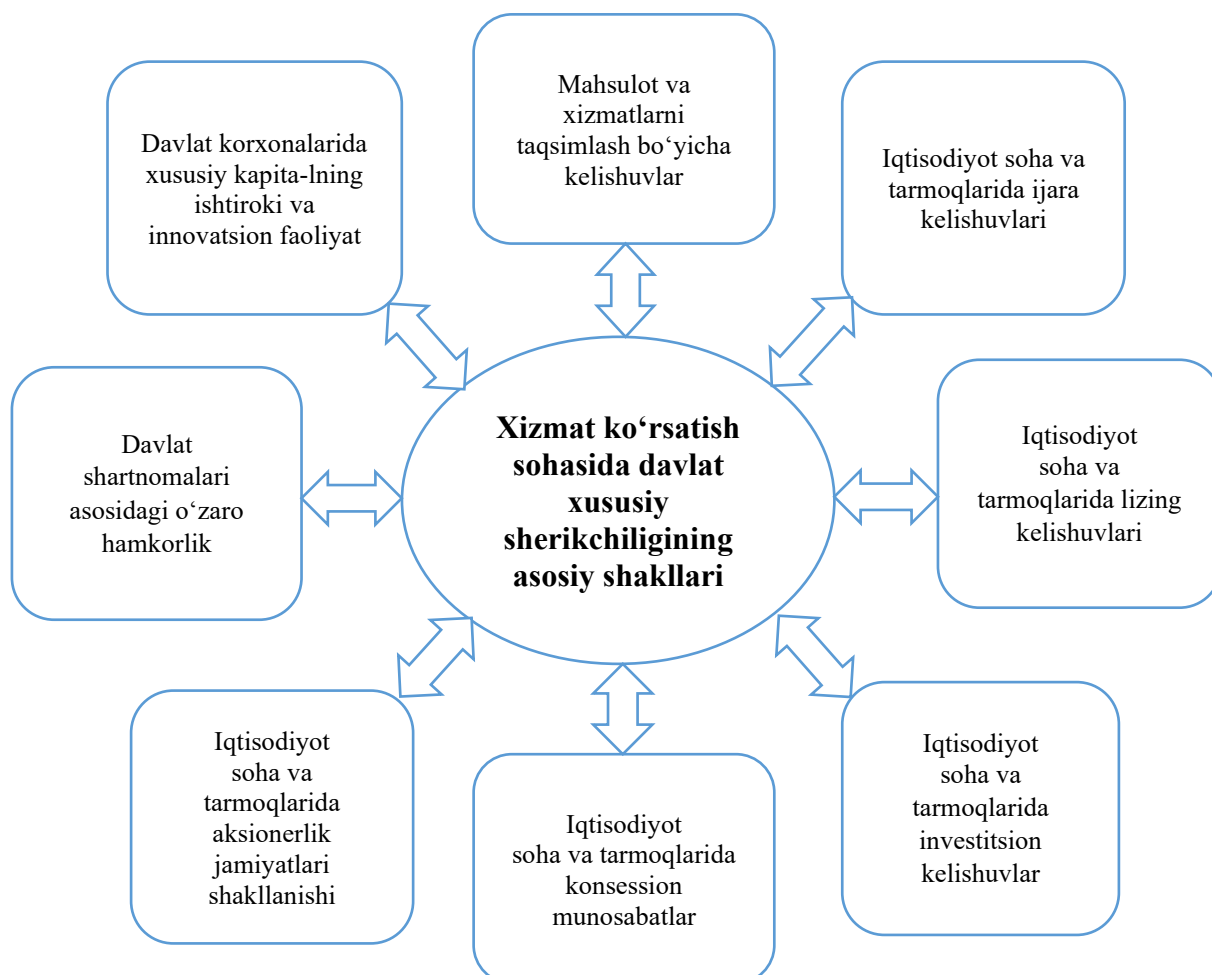 Mahsulot va
xizmatlarni
taqsimlash bo‘yicha
kelishuvlar
Davlat korxonalarida
xususiy kapita-lning
ishtiroki va
innovatsion faoliyat
Iqtisodiyot soha va
tarmoqlarida ijara
kelishuvlari
Davlat
shartnomalari
asosidagi o‘zaro
hamkorlik
Xizmat ko‘rsatish
sohasida davlat
xususiy
sherikchiligining
asosiy shakllari
Iqtisodiyot
soha va
tarmoqlarida lizing
kelishuvlari
Iqtisodiyot
soha va
tarmoqlarida
aksionerlik
jamiyatlari
shakllanishi
Iqtisodiyot
soha va tarmoqlarida
konsession
munosabatlar
Iqtisodiyot
soha va
tarmoqlarida
investitsion
kelishuvlar